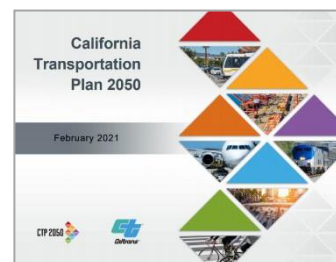 California
Transportation
Plan 2050
February 2021
CTP 2050
Caltrans